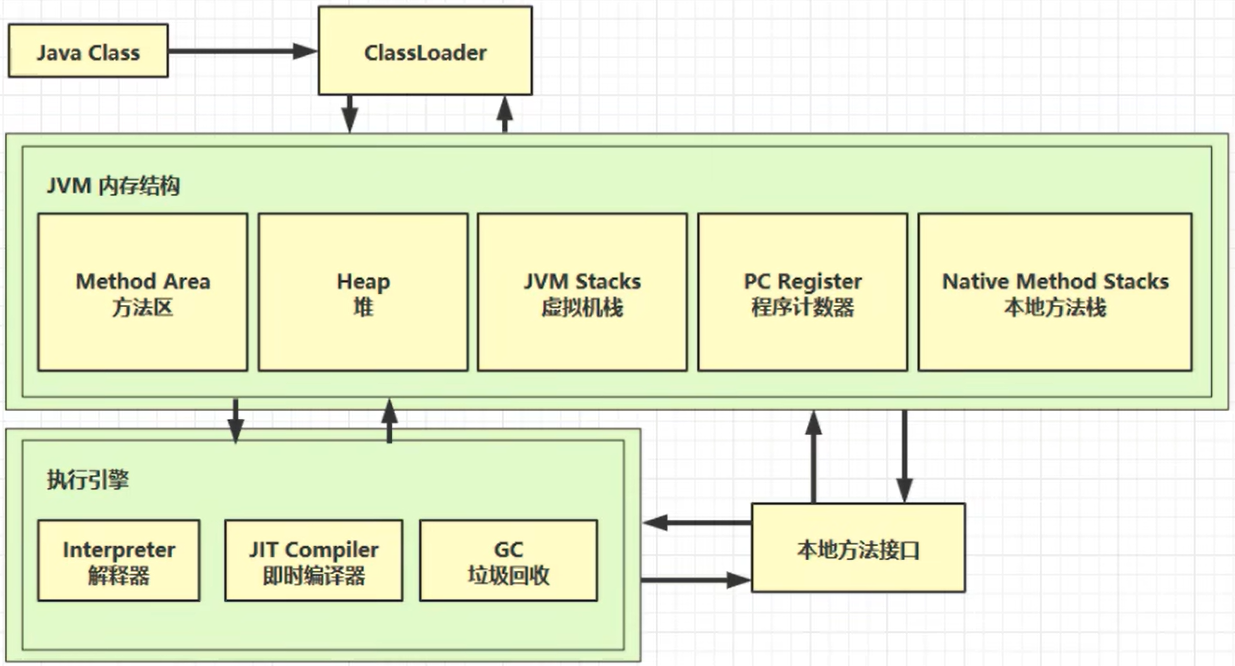 Java Class
ClassLoader
JVM 内存结构
Method Area
方法区
Heap
堆
JVM Stacks
虚拟机栈
PC Register
程序计数器
Native Method Stacks
本地方法栈
执行引擎
Interpreter
解释器
JIT Compiler
即时编译器
GC
垃圾回收
本地方法接口